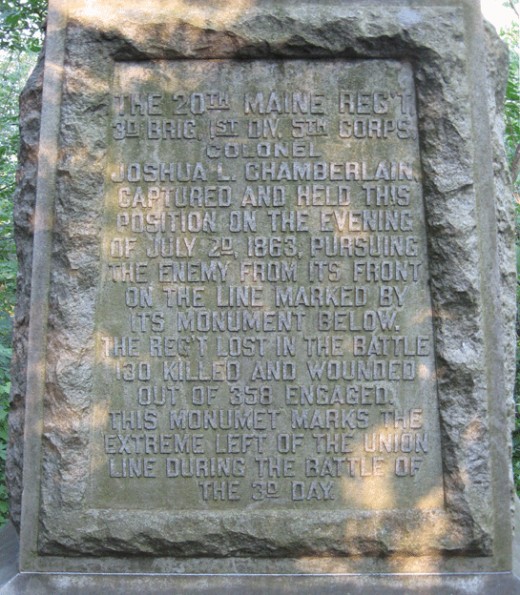 THE 20TH MAINE REG'T
3D BRIG. 1ST DIV. 5TH CORPS
COLONEL
JOSHUA L. CHAMBERLAIN
CAPTURED AND HELD THIS
POSITION ON THE EVENING
OF JULY 2D, 1863, PURSUING
THE ENEMY FROM ITS FRONT
ON THE LINE MARKED BY
ITS MONUMENT BELOW.
THE REG'T LOST IN THE BATTLE
130 KILLED AND WOUNDED
OUT OF 358 ENGAGED.
THIS MONUMET MARKS THE
EXTREME LEFT OF THE UNION
LINE DURING THE BATTLE OF
THE 3D DAY.